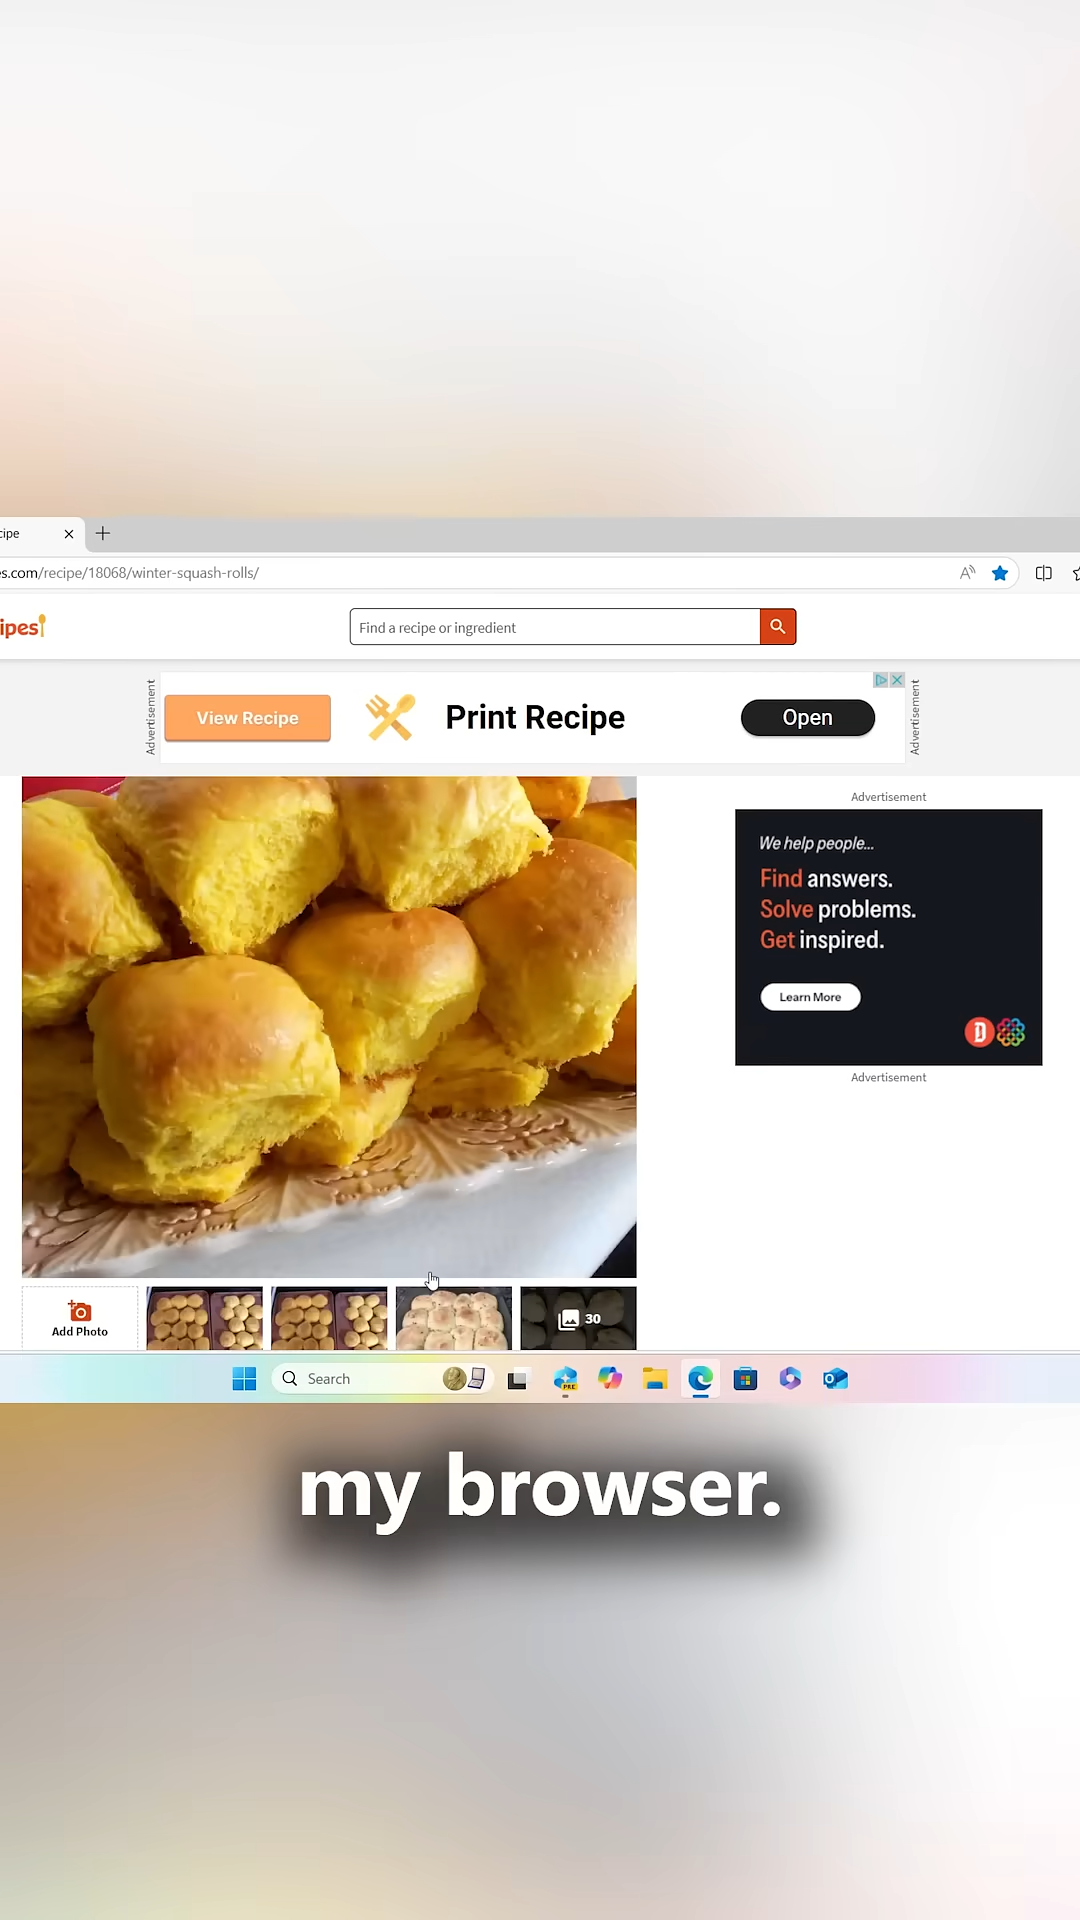 cipe
es.com/recipe/18068/winter-squash-rolls/
ipes
Find a recipe or ingredient
Advertisement
View Recipe
Print Recipe
Open
Advertisement
Advertisement
We help people...
Find answers.
Solve problems.
Get inspired.
Learn More
D
Advertisement
Add Photo
30
Search
PRE
my browser.